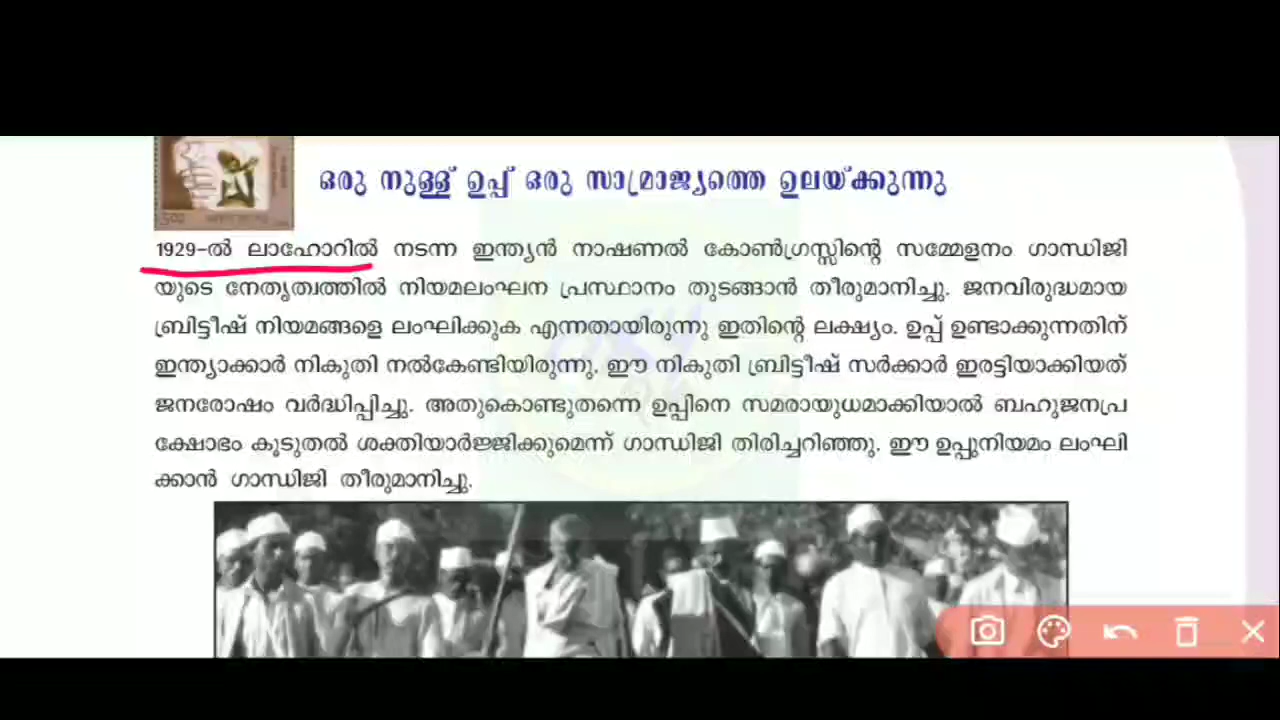 ഒരു നുള്ള് ഉപ്പ് ഒരു സാമ്രാജ്യത്തെ ഉലയ്ക്കുന്നു
1929-ൽ ലാഹോറിൽ നടന്ന ഇന്ത്യൻ നാഷണൽ കോൺഗ്രസ്സിന്റെ സമ്മേളനം ഗാന്ധിജി
യുടെ നേതൃത്വത്തിൽ നിയമലംഘന പ്രസ്ഥാനം തുടങ്ങാൻ തീരുമാനിച്ചു. ജനവിരുദ്ധമായ
ബ്രിട്ടീഷ് നിയമങ്ങളെ ലംഘിക്കുക എന്നതായിരുന്നു ഇതിന്റെ ലക്ഷ്യം. ഉപ്പ് ഉണ്ടാക്കുന്നതിന്
ഇന്ത്യാക്കാർ നികുതി നൽകേണ്ടിയിരുന്നു. ഈ നികുതി ബ്രിട്ടീഷ് സർക്കാർ ഇരട്ടിയാക്കിയത്
ജനരോഷം വർദ്ധിപ്പിച്ചു. അതുകൊണ്ടുതന്നെ ഉപ്പിനെ സമരായുധമാക്കിയാൽ ബഹുജനപ്ര
ക്ഷോഭം കൂടുതൽ ശക്തിയാർജ്ജിക്കുമെന്ന് ഗാന്ധിജി തിരിച്ചറിഞ്ഞു. ഈ ഉപ്പുനിയമം ലംഘി
ക്കാൻ ഗാന്ധിജി തീരുമാനിച്ചു.